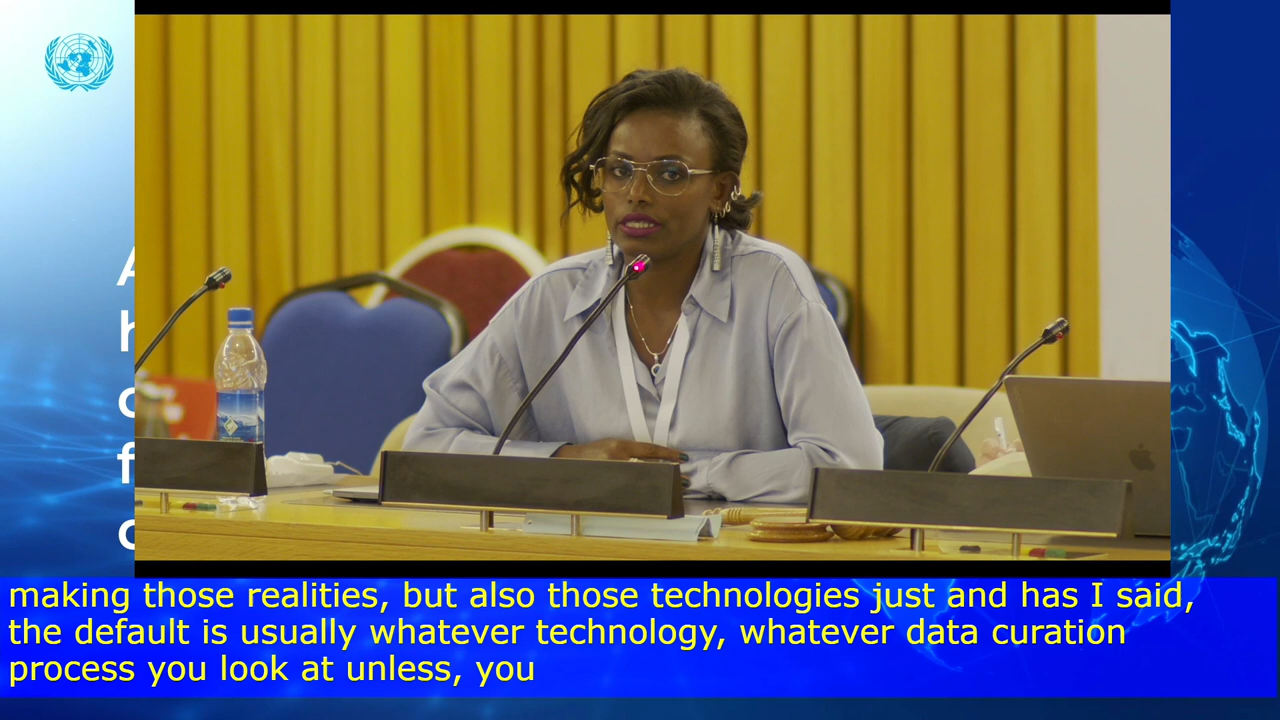 making those realities, but also those technologies just and has I said,
the default is usually whatever technology, whatever data curation
process you look at unless, you